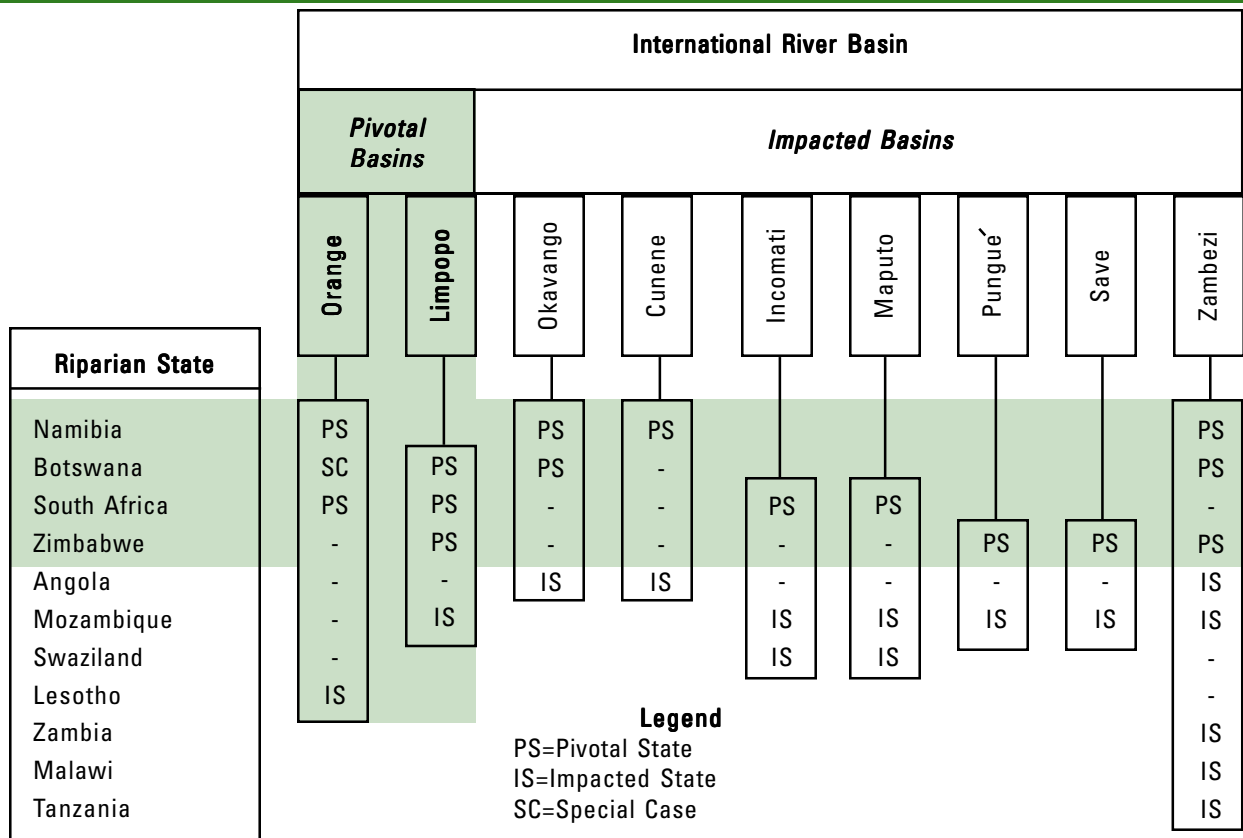 International River Basin
Pivotal
Basins
Impacted Basins
Orange
Limpopo
Okavango
Cunene
Incomati
Maputo
Pungué
Save
Zambezi
Riparian State
Namibia PS PS PS PS
Botswana SC PS PS - PS
South Africa PS PS - - PS PS -
Zimbabwe - PS - - - - PS PS PS
Angola - - IS IS - - - - IS
Mozambique - IS IS IS IS IS IS
Swaziland - IS IS -
Lesotho IS -
Zambia IS
Malawi IS
Tanzania IS
Legend
PS=Pivotal State
IS=Impacted State
SC=Special Case